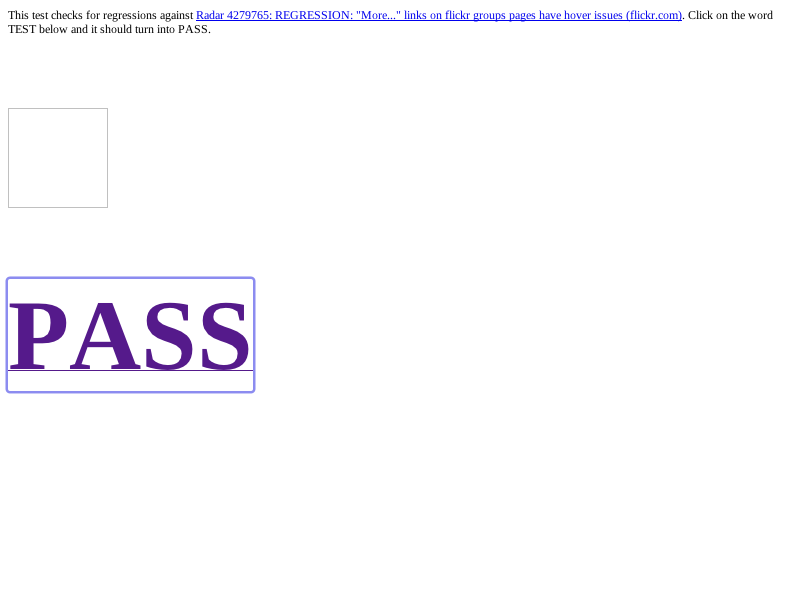 This test checks for regressions against Radar 4279765: REGRESSION: "More..." links on flickr groups pages have hover issues (flickr.com). Click on the word
TEST below and it should turn into PASS.
PASS